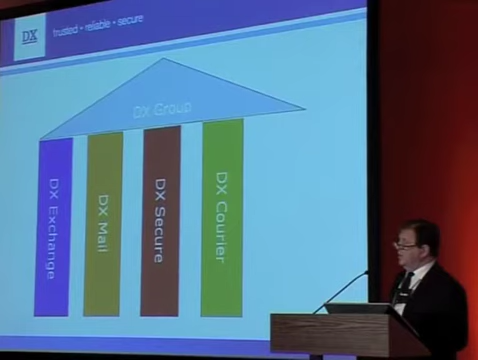 DX
trusted • reliable • secure
DX Group
DX Exchange
DX Mail
DX Secure
DX Courier